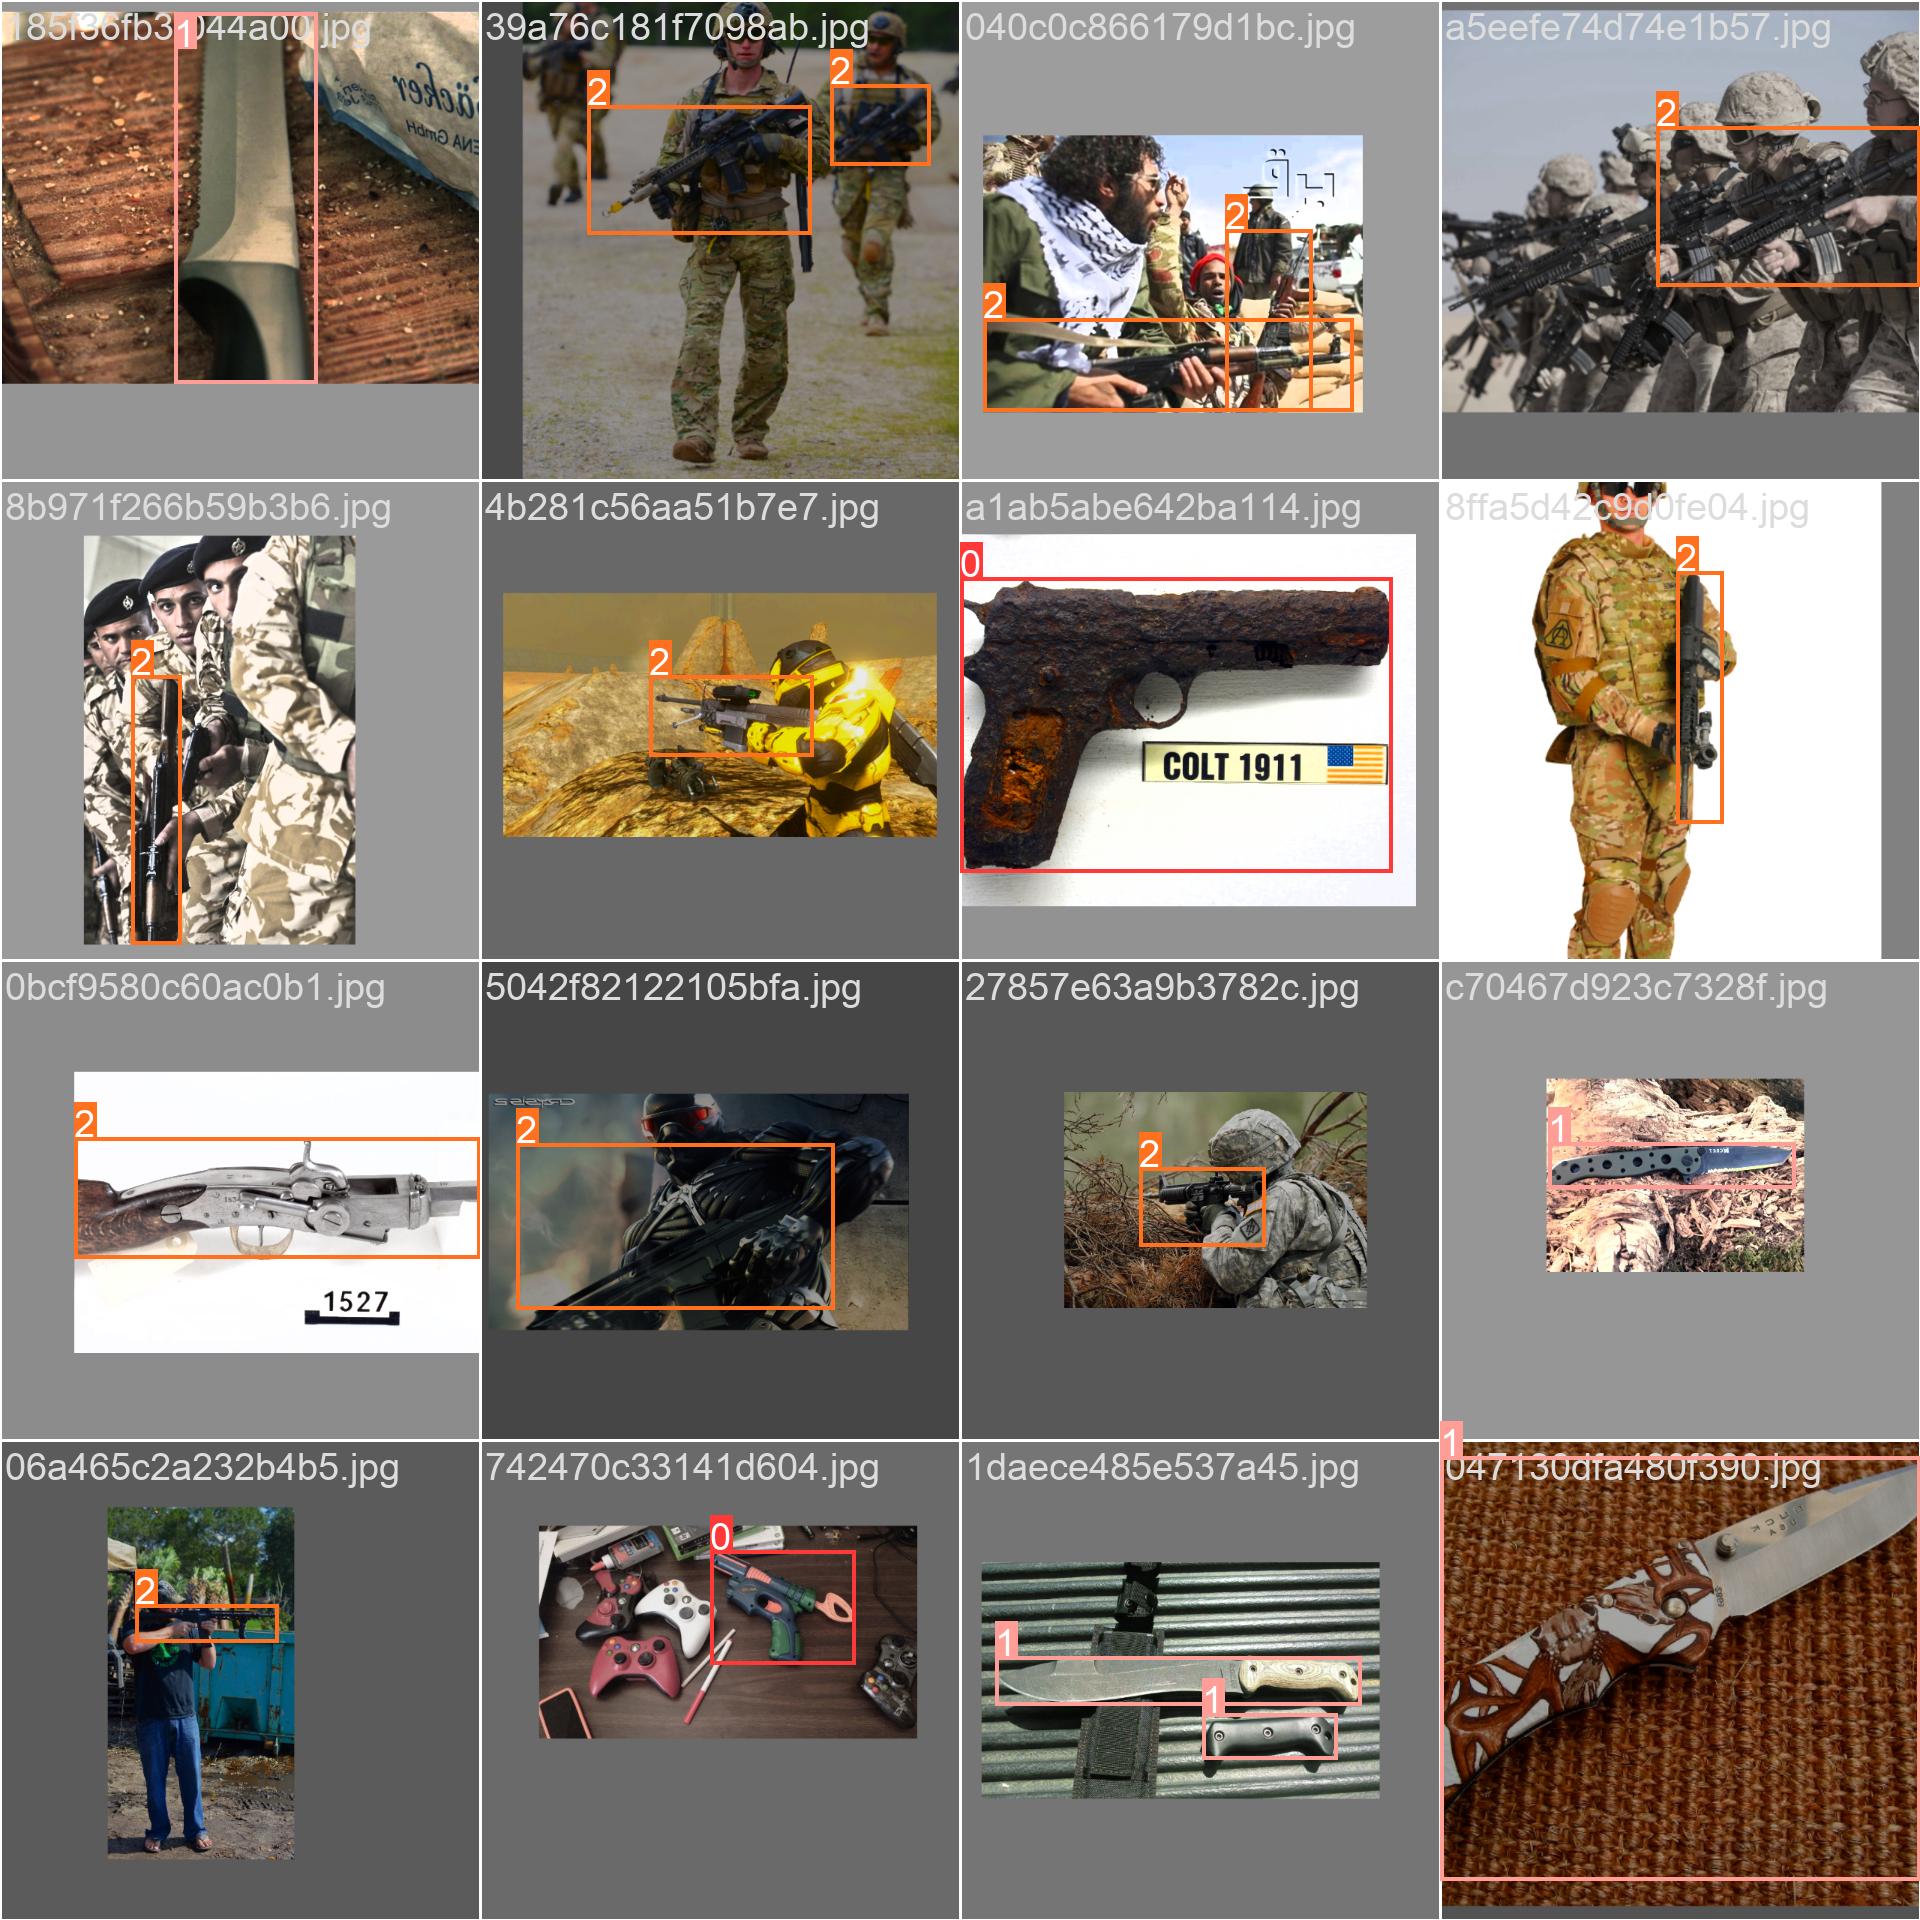 185f36fb3 044a00.jpg
1
39a76c181f7098ab.jpg
2
2
040c0c866179d1bc.jpg
2
2
a5eefe74d74e1b57.jpg
2
8b971f266b59b3b6.jpg
2
4b281c56aa51b7e7.jpg
2
a1ab5abe642ba114.jpg
0
COLT 1911
8ffa5d42c9d0fe04.jpg
2
0bcf9580c60ac0b1.jpg
2
1527
5042f82122105bfa.jpg
CRYSIS 2
2
27857e63a9b3782c.jpg
2
c70467d923c7328f.jpg
1
06a465c2a232b4b5.jpg
2
742470c33141d604.jpg
0
1daece485e537a45.jpg
1
1
1
047130dfa480f390.jpg